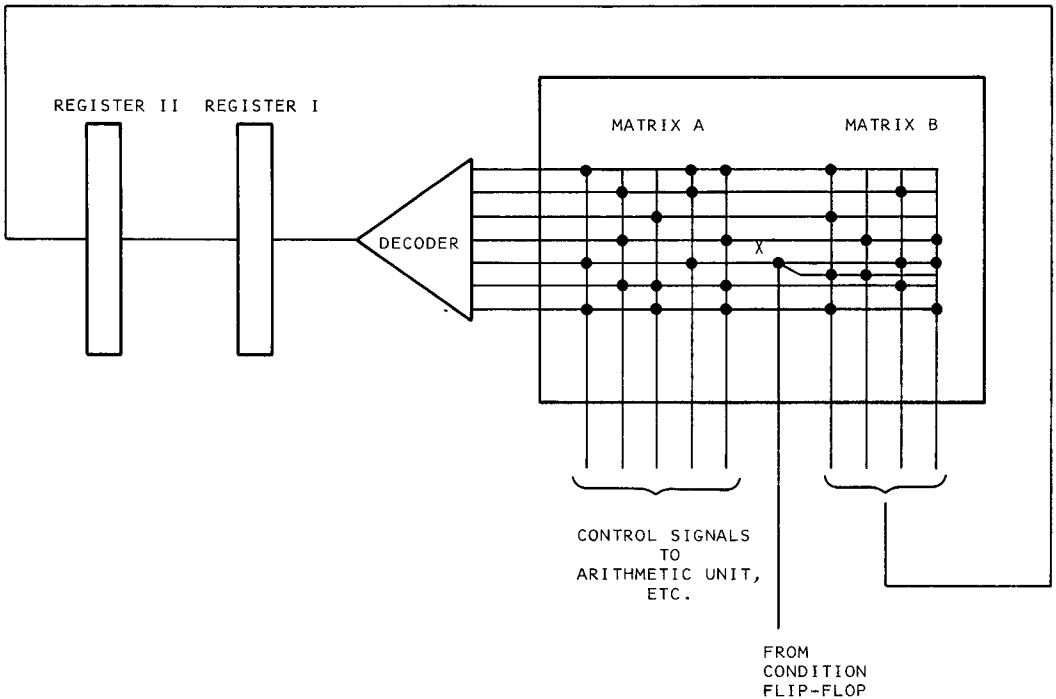 REGISTER II
REGISTER I
MATRIX A
MATRIX B
DECODER
X
CONTROL SIGNALS
TO
ARITHMETIC UNIT,
ETC.
FROM
CONDITION
FLIP-FLOP